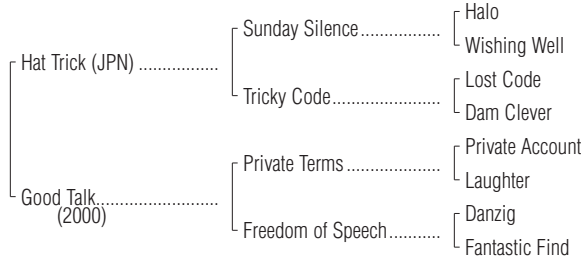 Halo
Sunday Silence..................
Wishing Well
Hat Trick (JPN) ..................
Lost Code
Tricky Code........................
Dam Clever
Private Account
Private Terms .....................
Laughter
Good Talk...........................
(2000)
Danzig
Freedom of Speech............
Fantastic Find